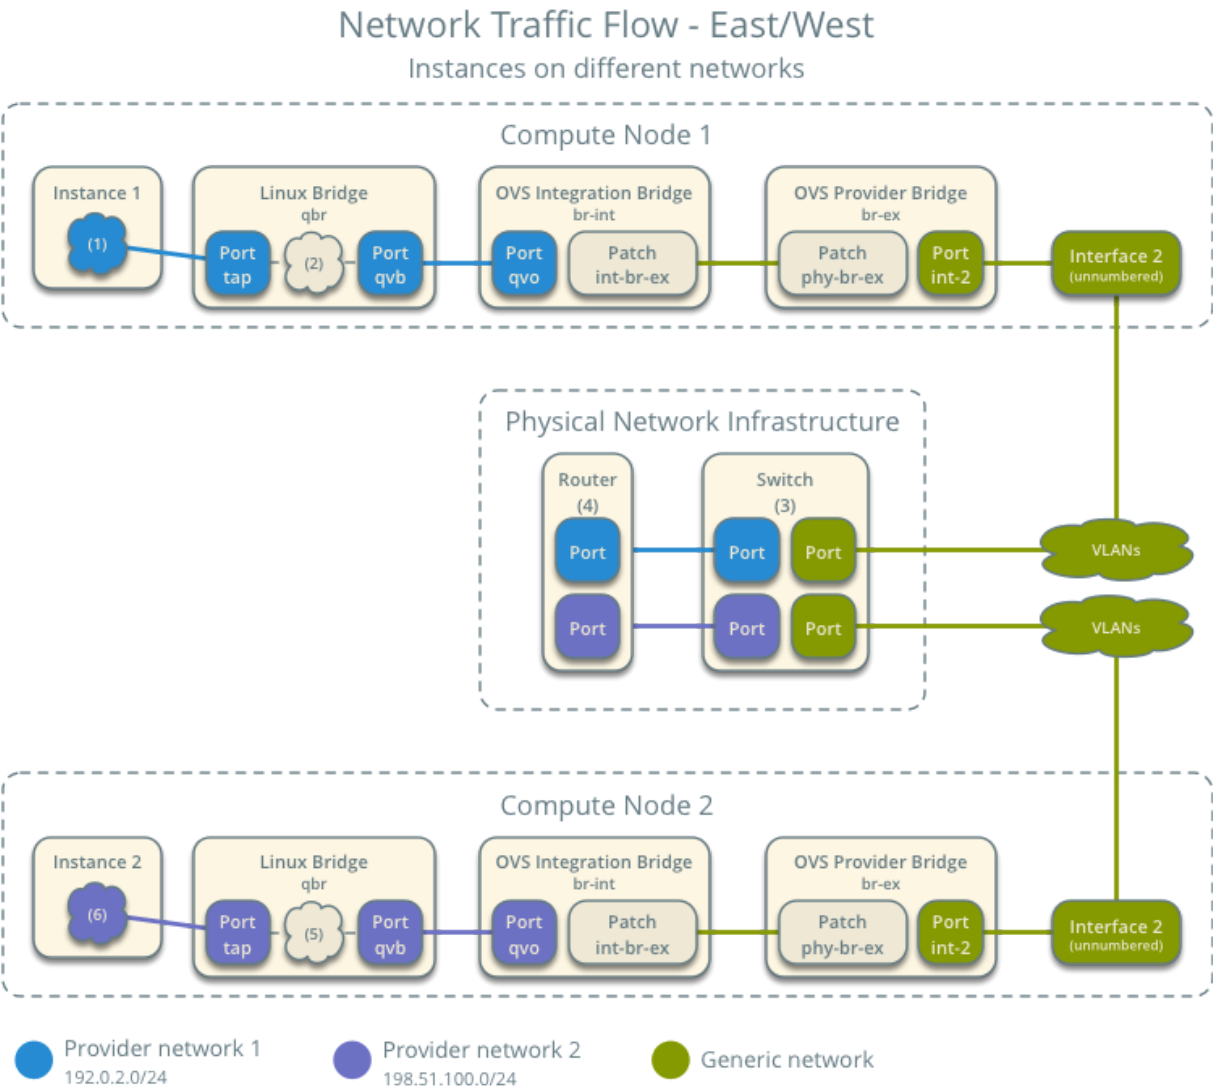 Network Traffic Flow - East/West
Instances on different networks
Compute Node 1
Instance 1
(1)
Linux Bridge
qbr
Port
tap
(2)
Port
qvb
OVS Integration Bridge
br-int
Port
qvo
Patch
int-br-ex
OVS Provider Bridge
br-ex
Patch
phy-br-ex
Port
int-2
Interface 2
(unnumbered)
Physical Network Infrastructure
Router
(4)
Port
Port
Switch
(3)
Port
Port
Port
Port
VLANs
VLANs
Compute Node 2
Instance 2
(6)
Linux Bridge
qbr
Port
tap
(5)
Port
qvb
OVS Integration Bridge
br-int
Port
qvo
Patch
int-br-ex
OVS Provider Bridge
br-ex
Patch
phy-br-ex
Port
int-2
Interface 2
(unnumbered)
Provider network 1
192.0.2.0/24
Provider network 2
198.51.100.0/24
Generic network